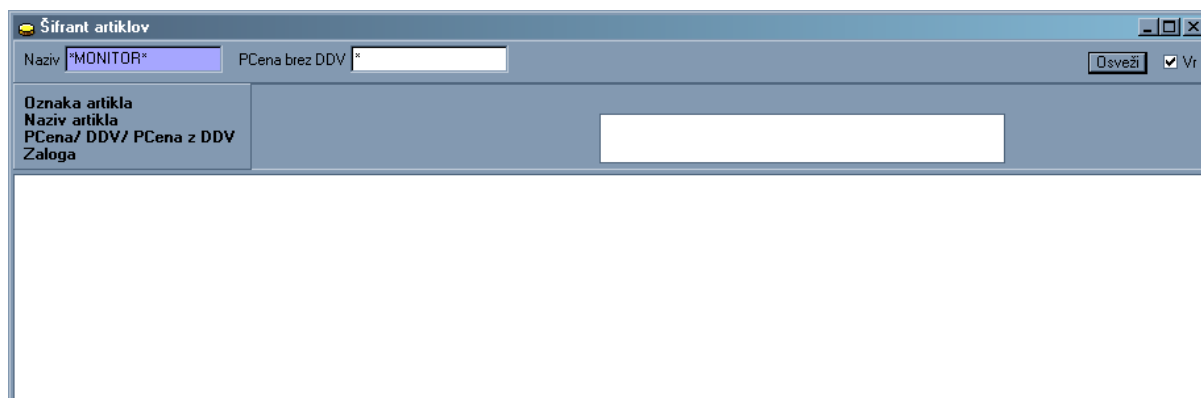 Šifrant artiklov
Naziv *MONITOR* PCena brez DDV * Osveži Vr
Oznaka artikla
Naziv artikla
PCena/ DDV/ PCena z DDV
Zaloga